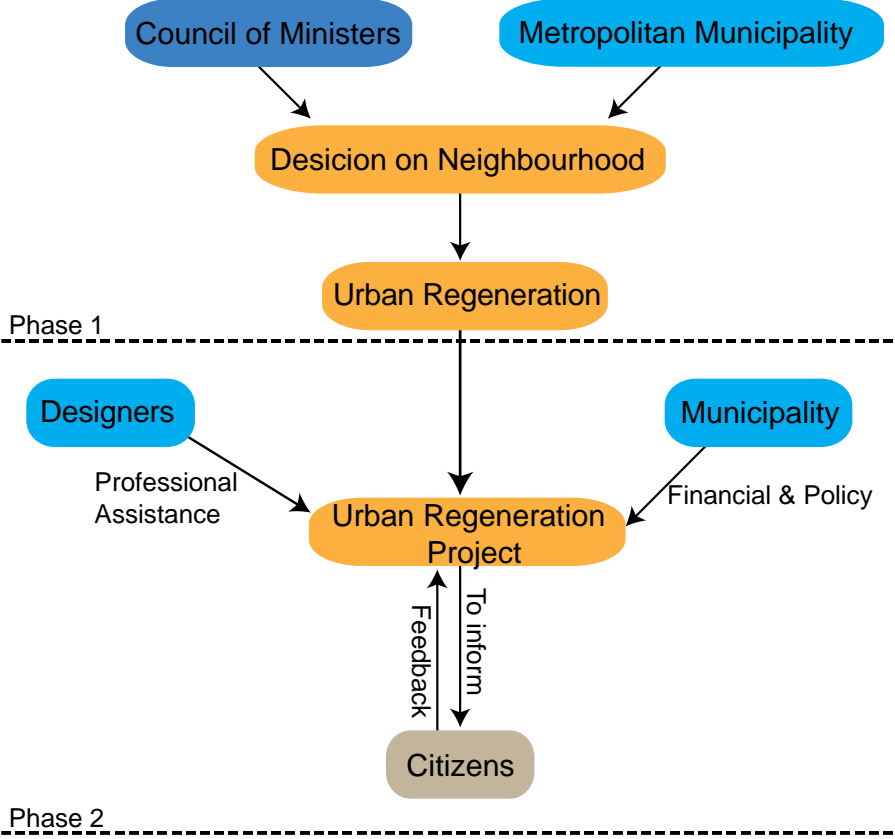 Council of Ministers
Metropolitan Municipality
Desicion on Neighbourhood
Urban Regeneration
Phase 1
Designers
Municipality
Professional
Assistance
Financial & Policy
Urban Regeneration
Project
Feedback
To inform
Citizens
Phase 2